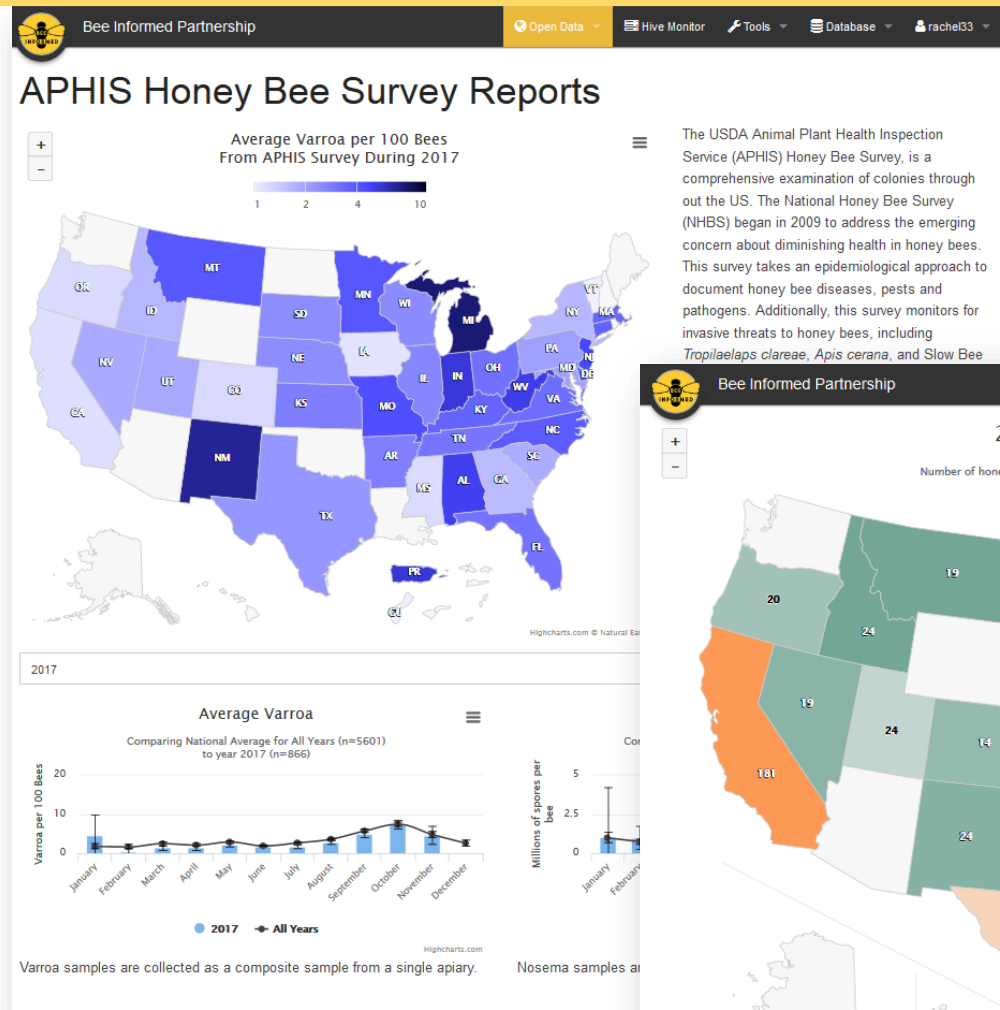 BEE
INFORMED
Bee Informed Partnership
Open Data
Hive Monitor
Tools
Database
rachel33
APHIS Honey Bee Survey Reports
+
−
Average Varroa per 100 Bees
From APHIS Survey During 2017
1 2 4 10
OR
ID
MT
NV
UT
CA
CO
NM
SD
NE
KS
TX
MN
IA
MO
AR
MS
WI
IL
MI
IN
OH
KY
TN
AL
GA
FL
WV
VA
NC
SC
PA
NY
VT
MA
MD
PR
GU
The USDA Animal Plant Health Inspection
Service (APHIS) Honey Bee Survey, is a
comprehensive examination of colonies through
out the US. The National Honey Bee Survey
(NHBS) began in 2009 to address the emerging
concern about diminishing health in honey bees.
This survey takes an epidemiological approach to
document honey bee diseases, pests and
pathogens. Additionally, this survey monitors for
invasive threats to honey bees, including
Tropilaelaps clareae, Apis cerana, and Slow Bee
Highcharts.com © Natural Ear
2017
Average Varroa
Comparing National Average for All Years (n=5601)
to year 2017 (n=866)
Varroa per 100 Bees
20
10
0
January February March April May June July August September October November December
2017 All Years
Highcharts.com
Varroa samples are collected as a composite sample from a single apiary.
Millions of spores per
bee
5
2.5
0
January
Nosema samples
BEE
INFORMED
Bee Informed Partnership
+
−
Number of
19
20
24
19
24
14
181
24